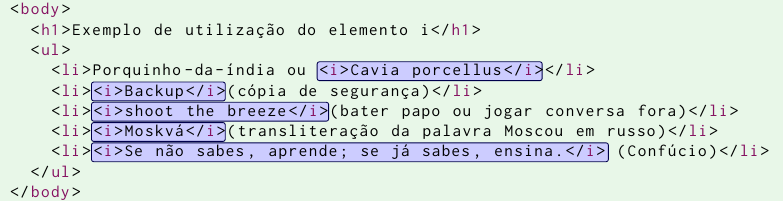 <body>
<h1>Exemplo de utilização do elemento i</h1>
<ul>
<li>Porquinho-da-índia ou <i>Cavia porcellus</i></li>
<li><i>Backup</i>(cópia de segurança)</li>
<li><i>shoot the breeze</i>(bater papo ou jogar conversa fora)</li>
<li><i>Moskvá</i>(transliteração da palavra Moscou em russo)</li>
<li><i>Se não sabes, aprende; se já sabes, ensina.</i> (Confúcio)</li>
</ul>
</body>